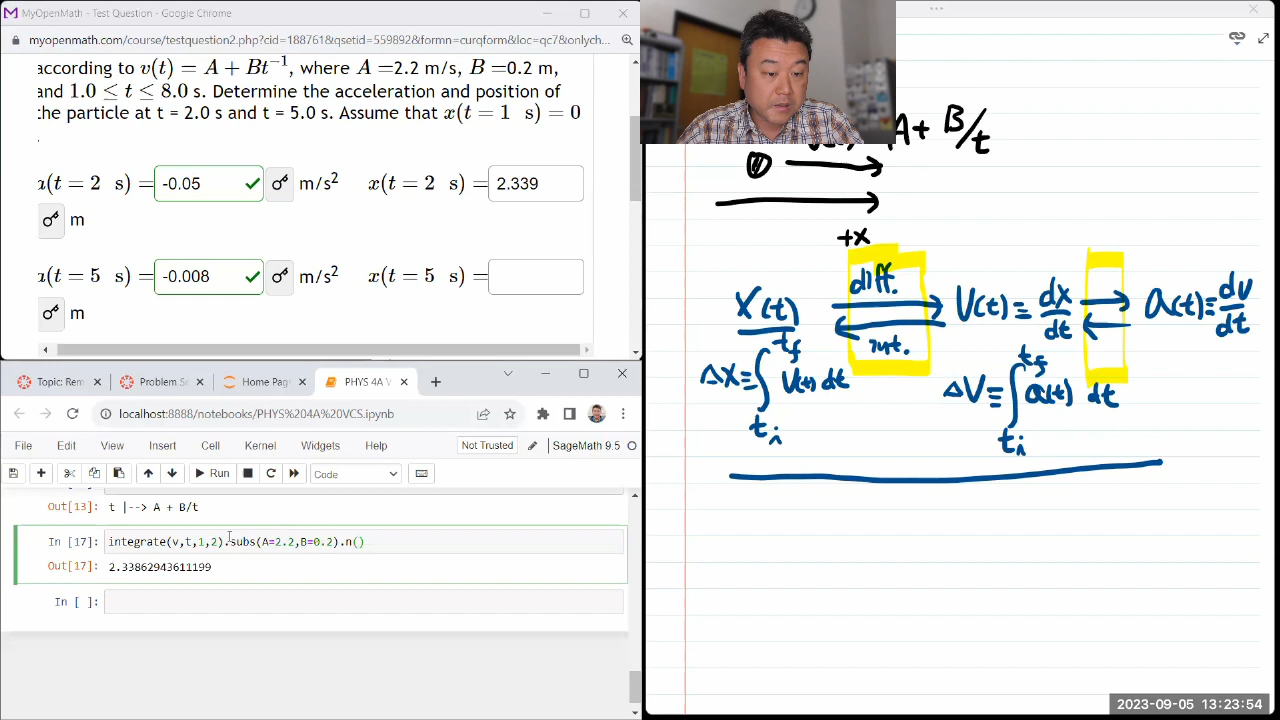 MyOpenMath - Test Question - Google Chrome
myopenmath.com/course/testquestion2.php?cid=188761&qsetid=559892&formn=curqform&loc=qc7&onlych...
according to v(t) = A + Bt⁻¹, where A =2.2 m/s, B =0.2 m,
and 1.0 ≤ t ≤ 8.0 s. Determine the acceleration and position of
the particle at t = 2.0 s and t = 5.0 s. Assume that x(t = 1 s) = 0
.
(t = 2 s) = -0.05 m/s² x(t = 2 s) = 2.339
m
(t = 5 s) = -0.008 m/s² x(t = 5 s) =
m
Topic Rem
Problem S
Home Page
PHYS 4A V
localhost:8888/notebooks/PHYS%204A%20VCS.ipynb
File Edit View Insert Cell Kernel Widgets Help Not Trusted SageMath 9.5
Run Code
Out[13]: t |--> A + B/t
In [17]: integrate(v,t,1,2).subs(A=2.2,B=0.2).n()
Out[17]: 2.33862943611199
In [ ]:
A + B/t
+x
diff.
X(t) V(t) = dx/dt a(t) = dv/dt
int.
Δx = ∫ti tf v(t) dt ΔV = ∫ti tf a(t) dt
2023-09-05 13:23:54